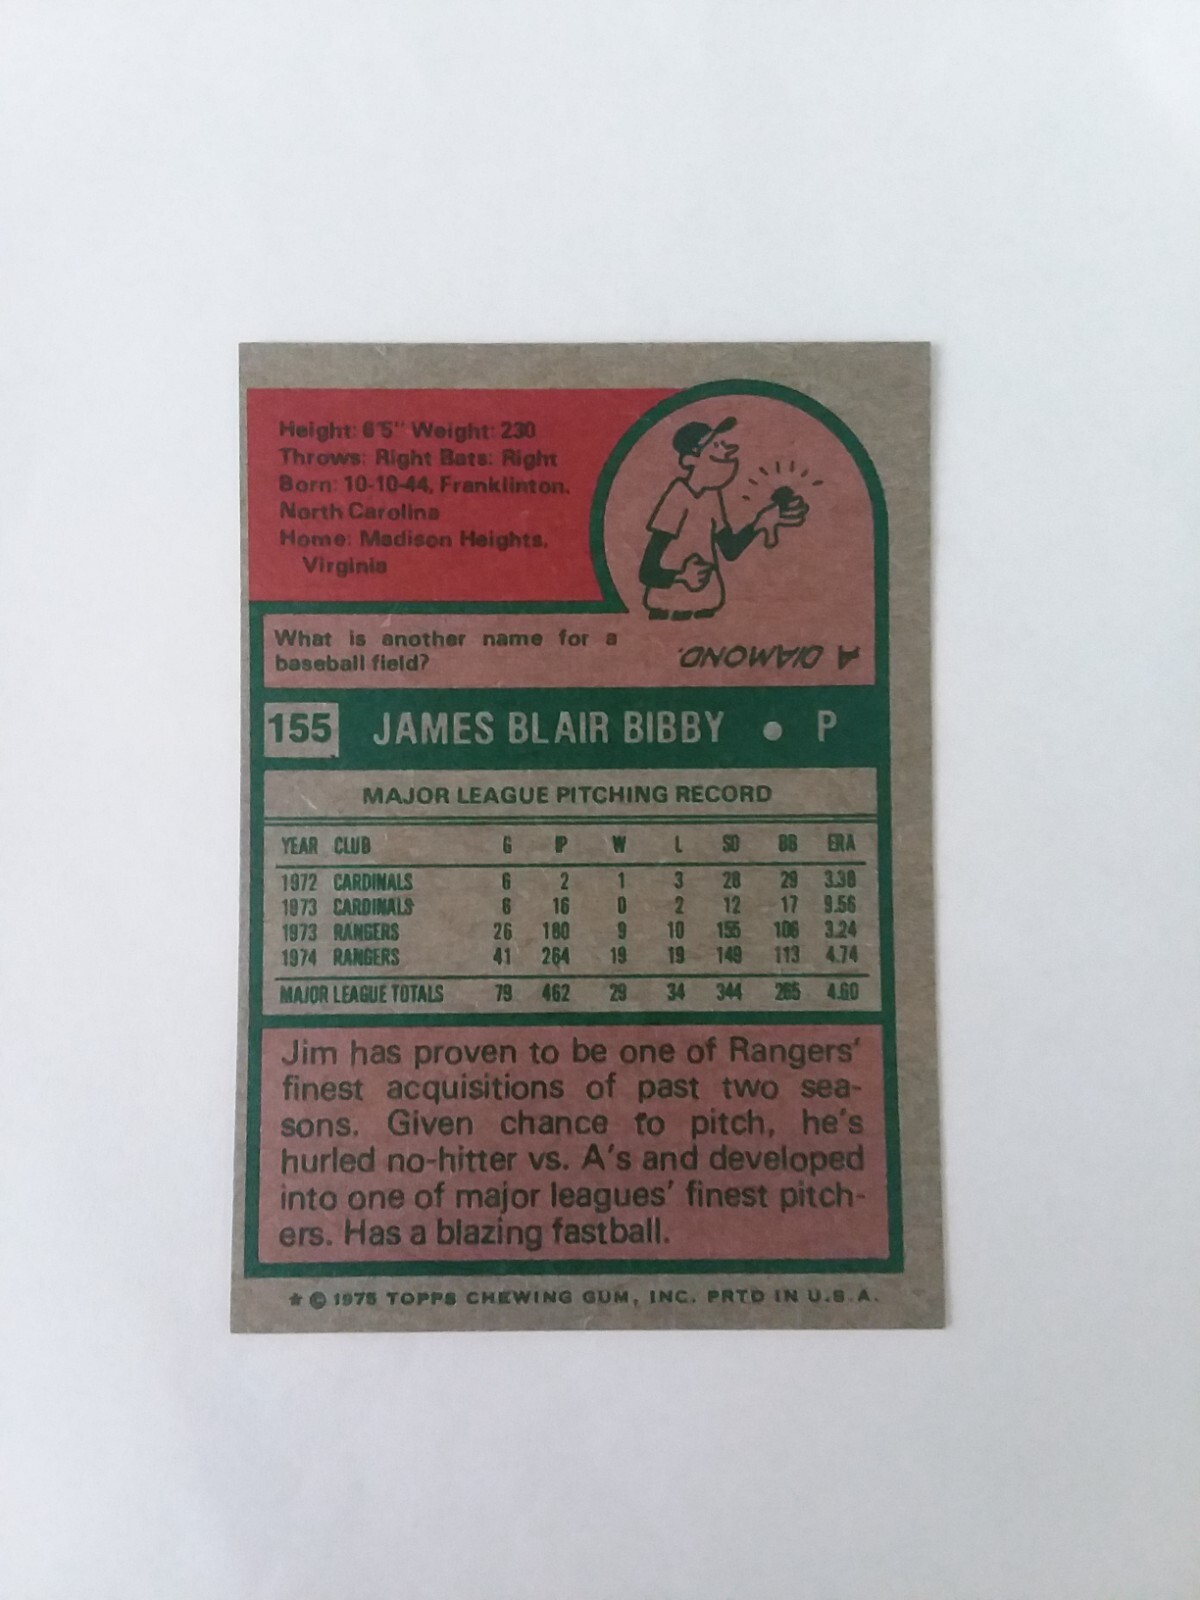 Height: 6'5" Weight: 230
Throws: Right Bats: Right
Born: 10-10-44, Franklinton,
North Carolina
Home: Madison Heights,
Virginia
What is another name for a
baseball field?
A DIAMOND.
155 JAMES BLAIR BIBBY • P
MAJOR LEAGUE PITCHING RECORD
YEAR CLUB G IP W L SO BB ERA
1972 CARDINALS 6 2 1 3 28 29 3.38
1973 CARDINALS 6 16 0 2 12 17 9.56
1973 RANGERS 26 180 9 10 155 106 3.24
1974 RANGERS 41 264 19 19 149 113 4.74
MAJOR LEAGUE TOTALS 79 462 29 34 344 265 4.60
Jim has proven to be one of Rangers'
finest acquisitions of past two sea-
sons. Given chance to pitch, he's
hurled no-hitter vs. A's and developed
into one of major leagues' finest pitch-
ers. Has a blazing fastball.
★ © 1975 TOPPS CHEWING GUM, INC. PRTD IN U.S.A.